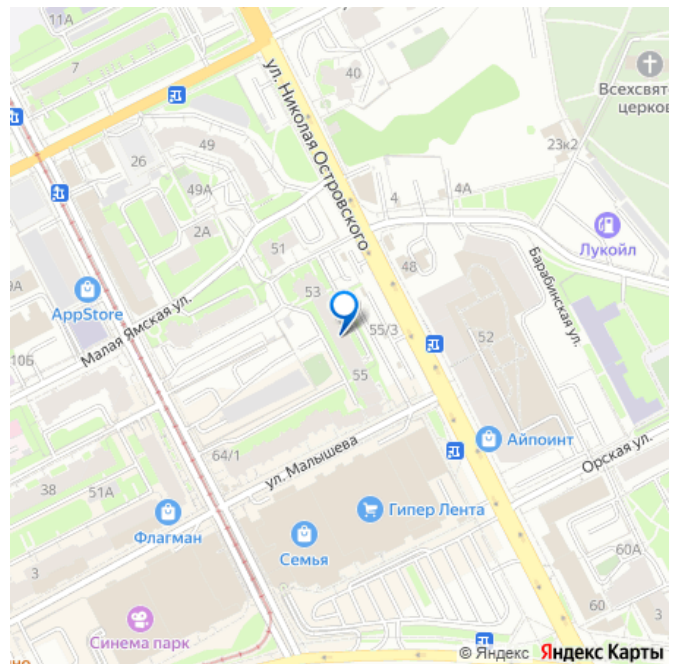 11А
7
40
ул. Николая Островского
Всехсвят
церков
49
26
23к2
49А
4
4А
2А
51
Лукойл
9А
AppStore
53
48
Барабинская ул.
Малая Ямская ул.
55/3
52
10Б
55
Айпоинт
64/1
ул. Малышева
Орская ул.
38
51А
Гипер Лента
Флагман
Семья
60А
3
60
3
Синема парк
но
© Яндекс Яндекс Карты